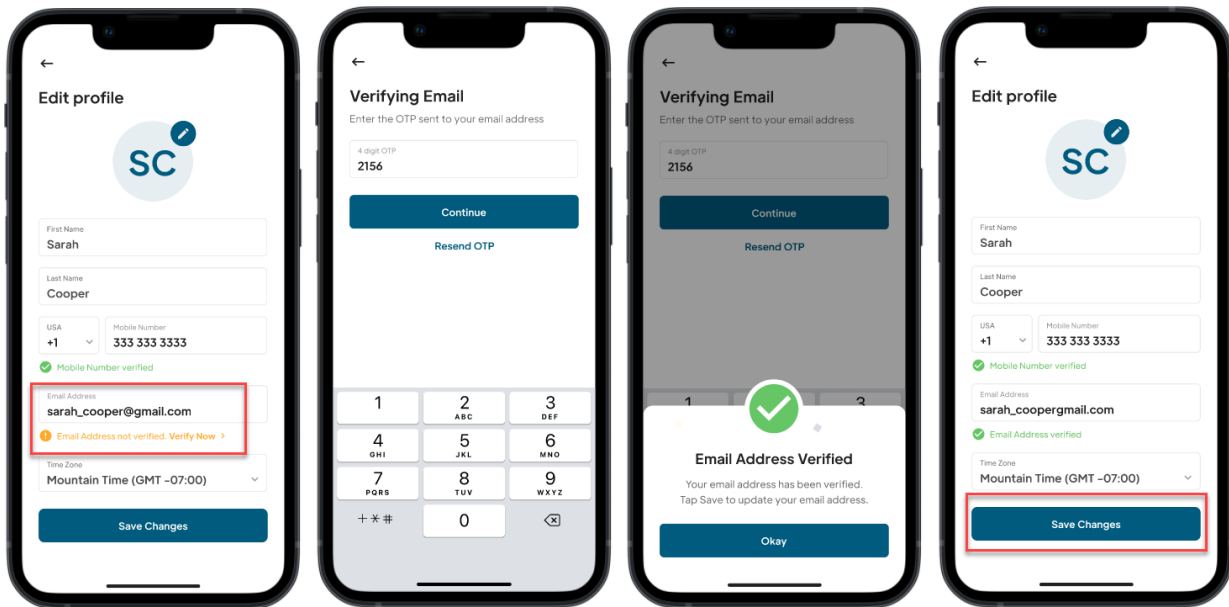 Edit profile
SC
First Name
Sarah
Last Name
Cooper
USA
+1
Mobile Number
333 333 3333
Mobile Number verified
Email Address
sarah_cooper@gmail.com
Email Address not verified. Verify Now >
Time Zone
Mountain Time (GMT -07:00)
Save Changes
Verifying Email
Enter the OTP sent to your email address
4 digit OTP
2156
Continue
Resend OTP
1 2 3
ABC DEF
4 5 6
GHI JKL MNO
7 8 9
PQRS TUV WXYZ
+ * # 0
Verifying Email
Enter the OTP sent to your email address
4 digit OTP
2156
Continue
Resend OTP
1 3
Email Address Verified
Your email address has been verified.
Tap Save to update your email address.
Okay
Edit profile
SC
First Name
Sarah
Last Name
Cooper
USA
+1
Mobile Number
333 333 3333
Mobile Number verified
Email Address
sarah_coopergmail.com
Email Address verified
Time Zone
Mountain Time (GMT -07:00)
Save Changes